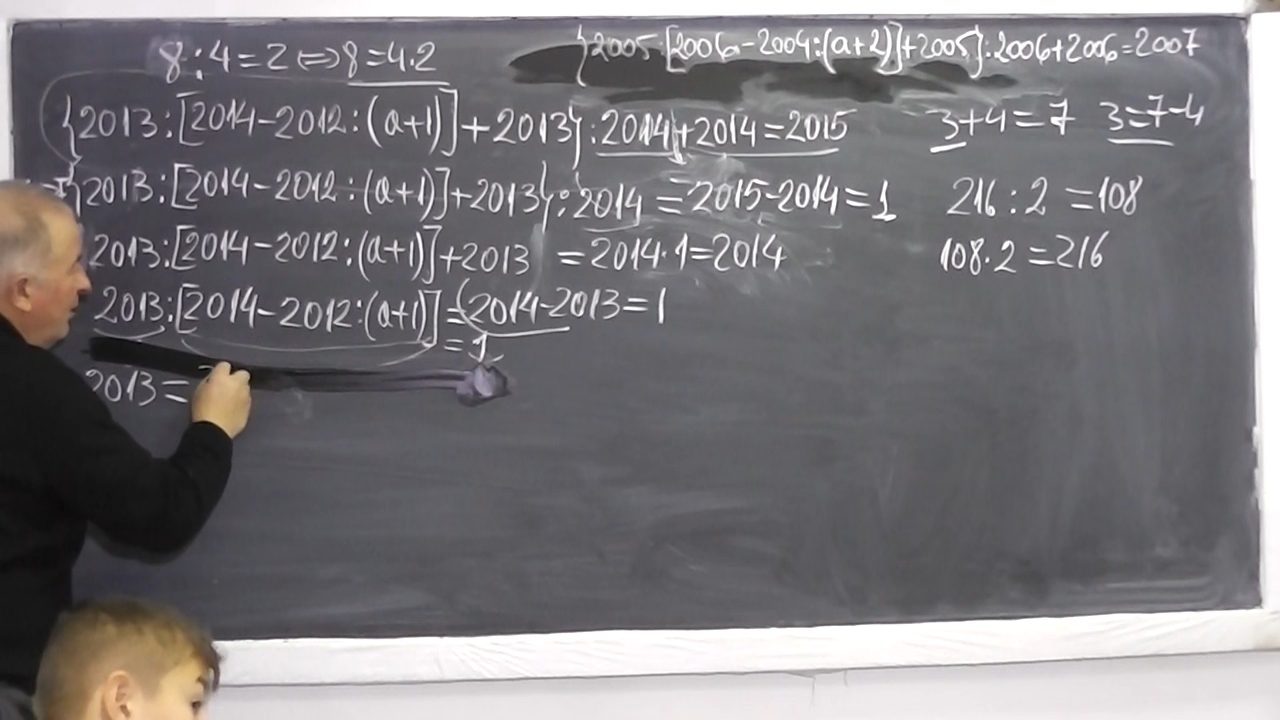 8:4=2⇔8=4·2
{2005·[2006-2004:(a+2)]+2005}:2006+2006=2007
{2013:[2014-2012:(a+1)]+2013}:2014+2014=2015
3+4=7 3=7-4
{2013:[2014-2012:(a+1)]+2013}:2014=2015-2014=1
216:2=108
2013:[2014-2012:(a+1)]+2013=2014·1=2014
108·2=216
2013:[2014-2012:(a+1)]=(2014-2013=1
=1
2013=